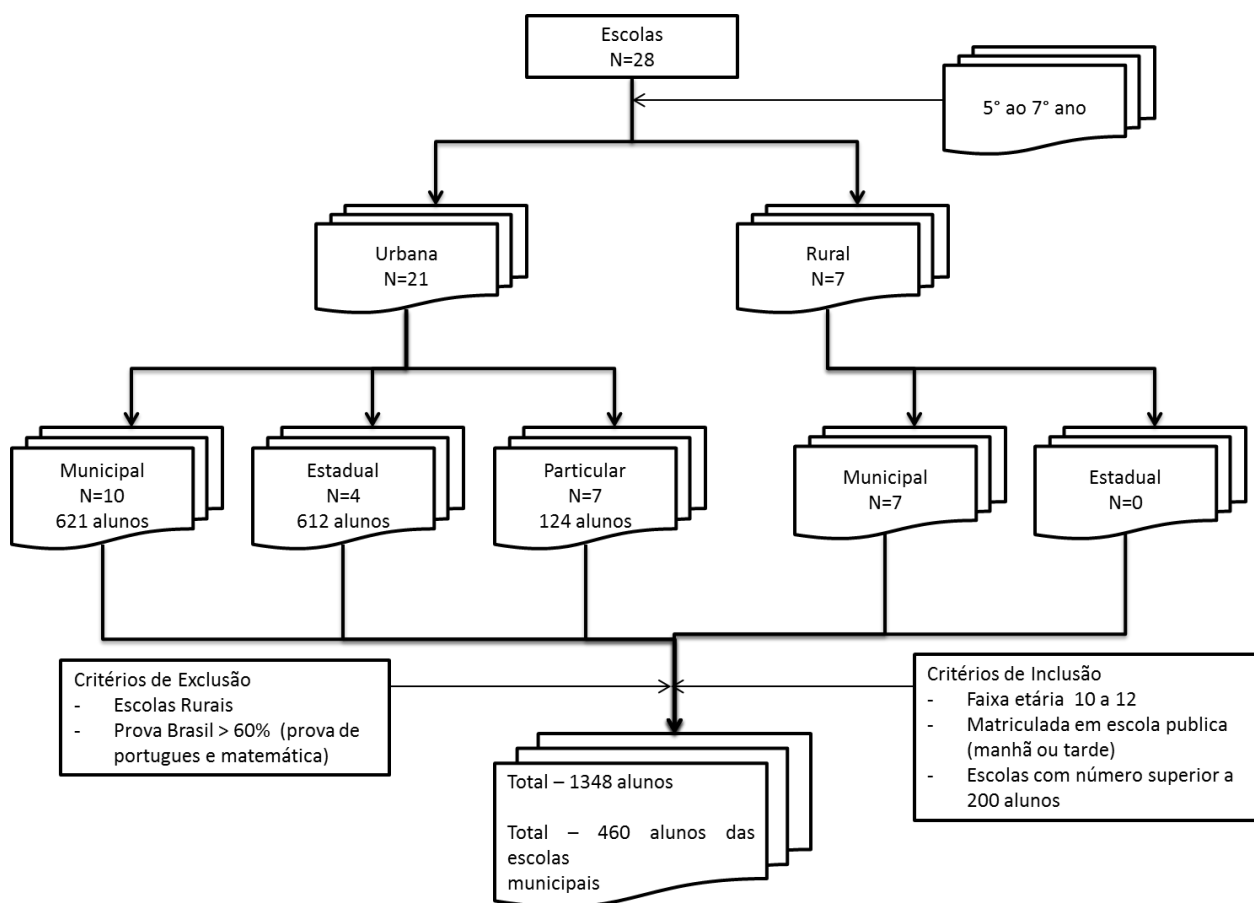 Escolas
N=28
5° ao 7° ano
Urbana
N=21
Rural
N=7
Municipal
N=10
621 alunos
Estadual
N=4
612 alunos
Particular
N=7
124 alunos
Municipal
N=7
Estadual
N=0
Critérios de Exclusão
- Escolas Rurais
- Prova Brasil > 60% (prova de
portugues e matemática)
Critérios de Inclusão
- Faixa etária 10 a 12
- Matriculada em escola publica
(manhã ou tarde)
- Escolas com número superior a
200 alunos
Total – 1348 alunos
Total – 460 alunos das
escolas
municipais